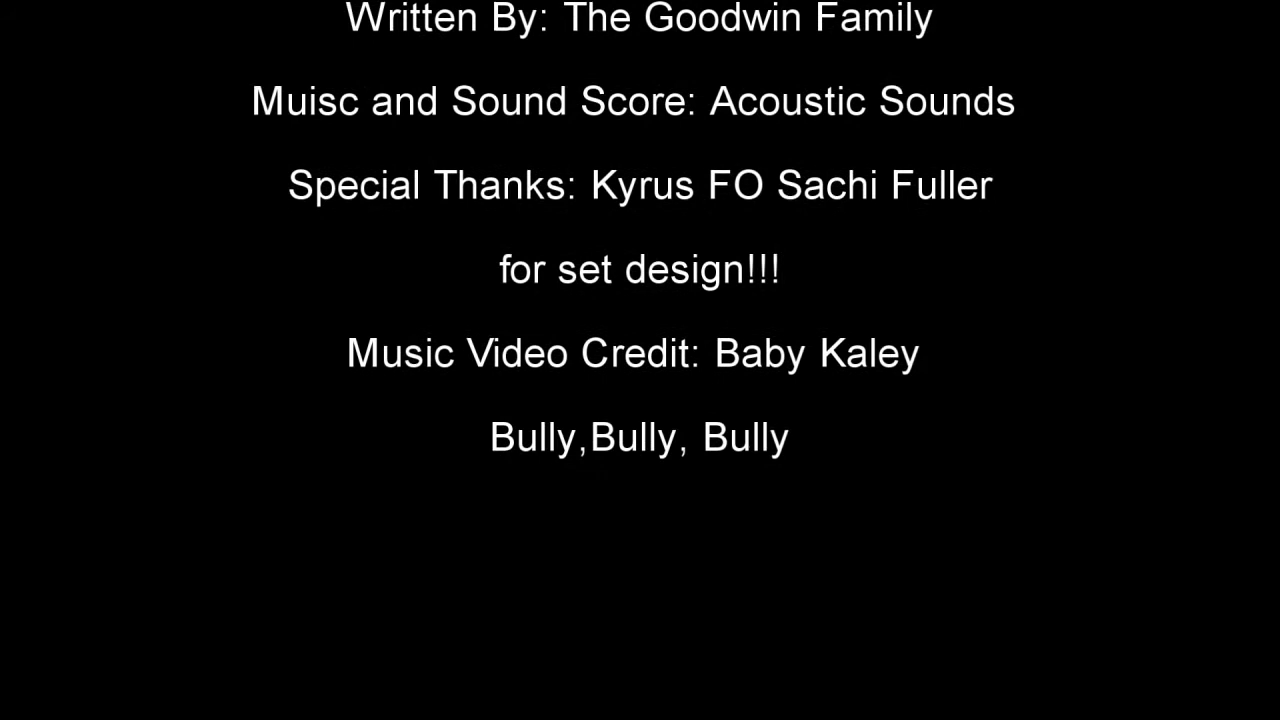 Written By: The Goodwin Family
Muisc and Sound Score: Acoustic Sounds
Special Thanks: Kyrus FO Sachi Fuller
for set design!!!
Music Video Credit: Baby Kaley
Bully,Bully, Bully